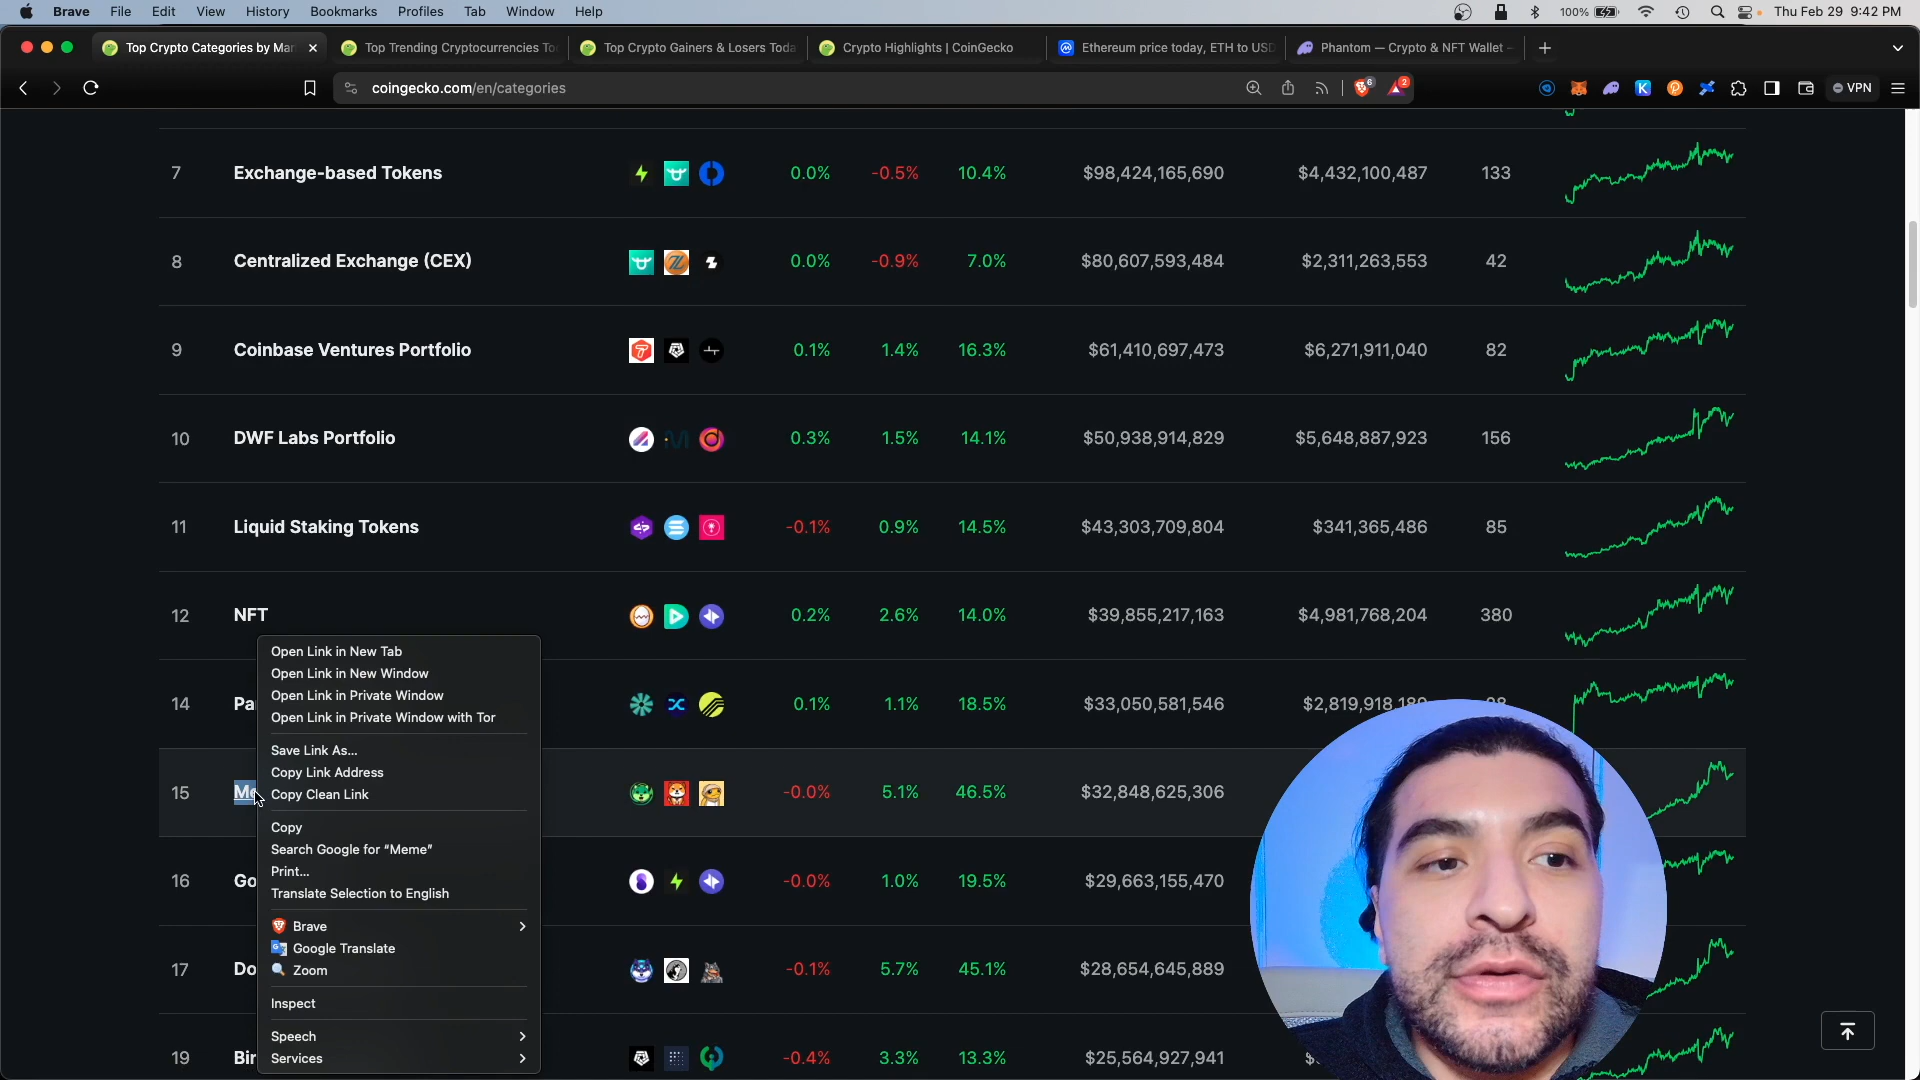 Brave File Edit View History Bookmarks Profiles Tab Window Help 100% Thu Feb 29 9:42 PM
Top Crypto Categories by Mar Top Trending Cryptocurrencies To Top Crypto Gainers & Losers Toda Crypto Highlights | CoinGecko Ethereum price today, ETH to USD Phantom — Crypto & NFT Wallet -
coingecko.com/en/categories 6 2 VPN
7 Exchange-based Tokens 0.0% -0.5% 10.4% $98,424,165,690 $4,432,100,487 133
8 Centralized Exchange (CEX) 0.0% -0.9% 7.0% $80,607,593,484 $2,311,263,553 42
9 Coinbase Ventures Portfolio 0.1% 1.4% 16.3% $61,410,697,473 $6,271,911,040 82
10 DWF Labs Portfolio 0.3% 1.5% 14.1% $50,938,914,829 $5,648,887,923 156
11 Liquid Staking Tokens -0.1% 0.9% 14.5% $43,303,709,804 $341,365,486 85
12 NFT 0.2% 2.6% 14.0% $39,855,217,163 $4,981,768,204 380
14 Pa 0.1% 1.1% 18.5% $33,050,581,546
15 Me -0.0% 5.1% 46.5% $32,848,625,306
16 Go -0.0% 1.0% 19.5% $29,663,155,470
17 Do -0.1% 5.7% 45.1% $28,654,645,889
19 Bir -0.4% 3.3% 13.3% $25,564,927,941
Open Link in New Tab
Open Link in New Window
Open Link in Private Window
Open Link in Private Window with Tor
Save Link As...
Copy Link Address
Copy Clean Link
Copy
Search Google for “Meme”
Print...
Translate Selection to English
Brave
Google Translate
Zoom
Inspect
Speech
Services